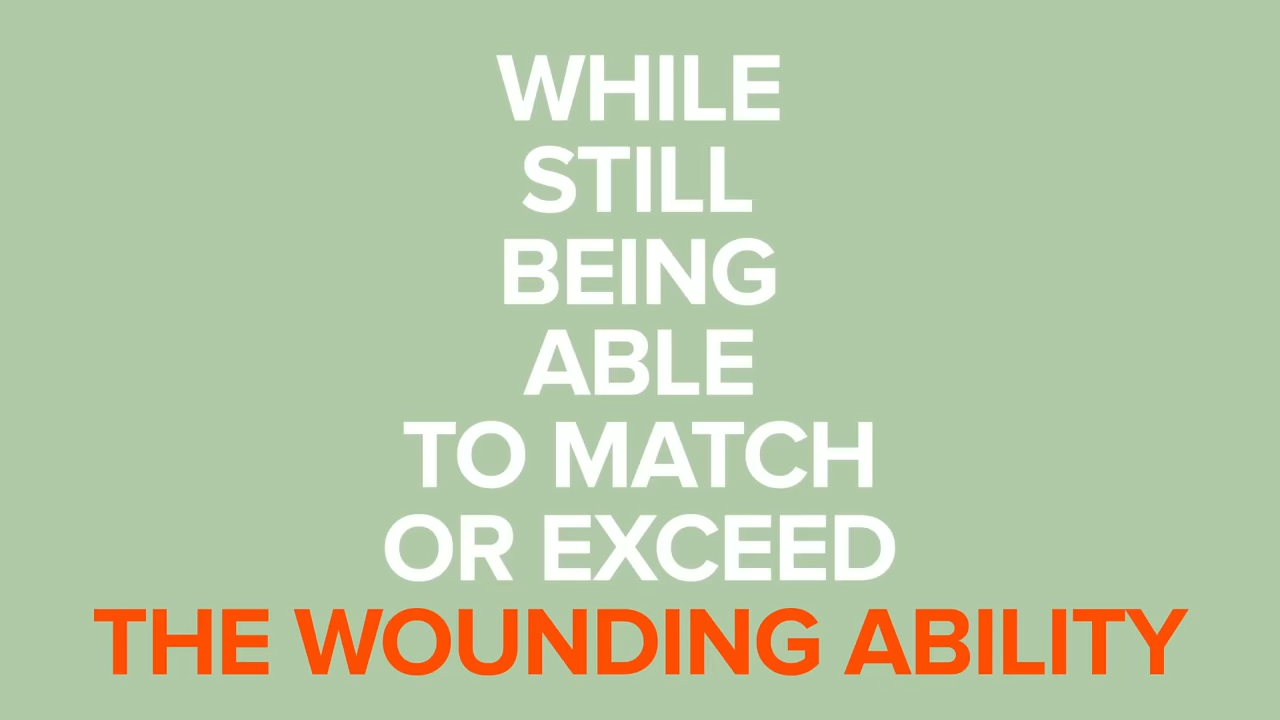 WHILE
STILL
BEING
ABLE
TO MATCH
OR EXCEED
THE WOUNDING ABILITY